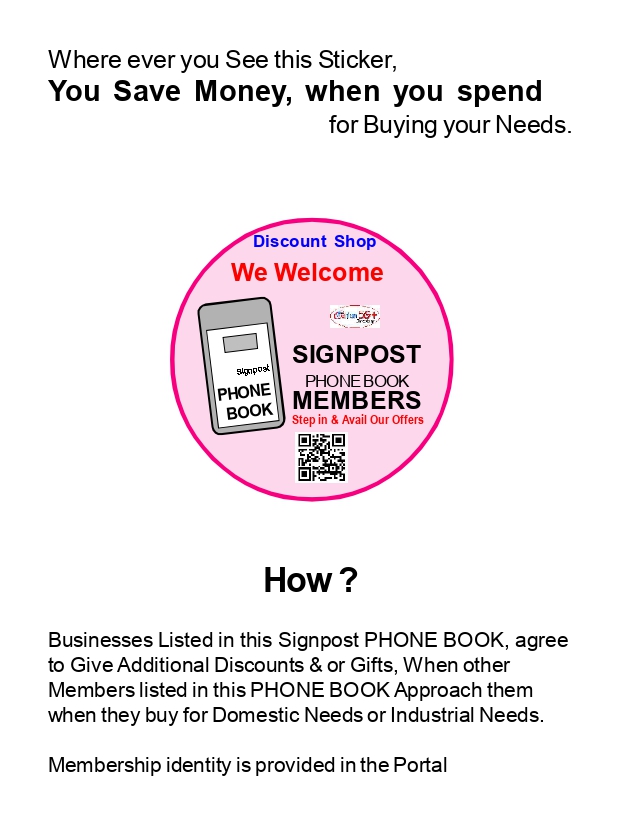 Where ever you See this Sticker,
You Save Money, when you spend
for Buying your Needs.
Discount Shop
We Welcome
Signpost
PHONE
BOOK
SIGNPOST
PHONE BOOK
MEMBERS
Step in & Avail Our Offers
How ?
Businesses Listed in this Signpost PHONE BOOK, agree
to Give Additional Discounts & or Gifts, When other
Members listed in this PHONE BOOK Approach them
when they buy for Domestic Needs or Industrial Needs.
Membership identity is provided in the Portal